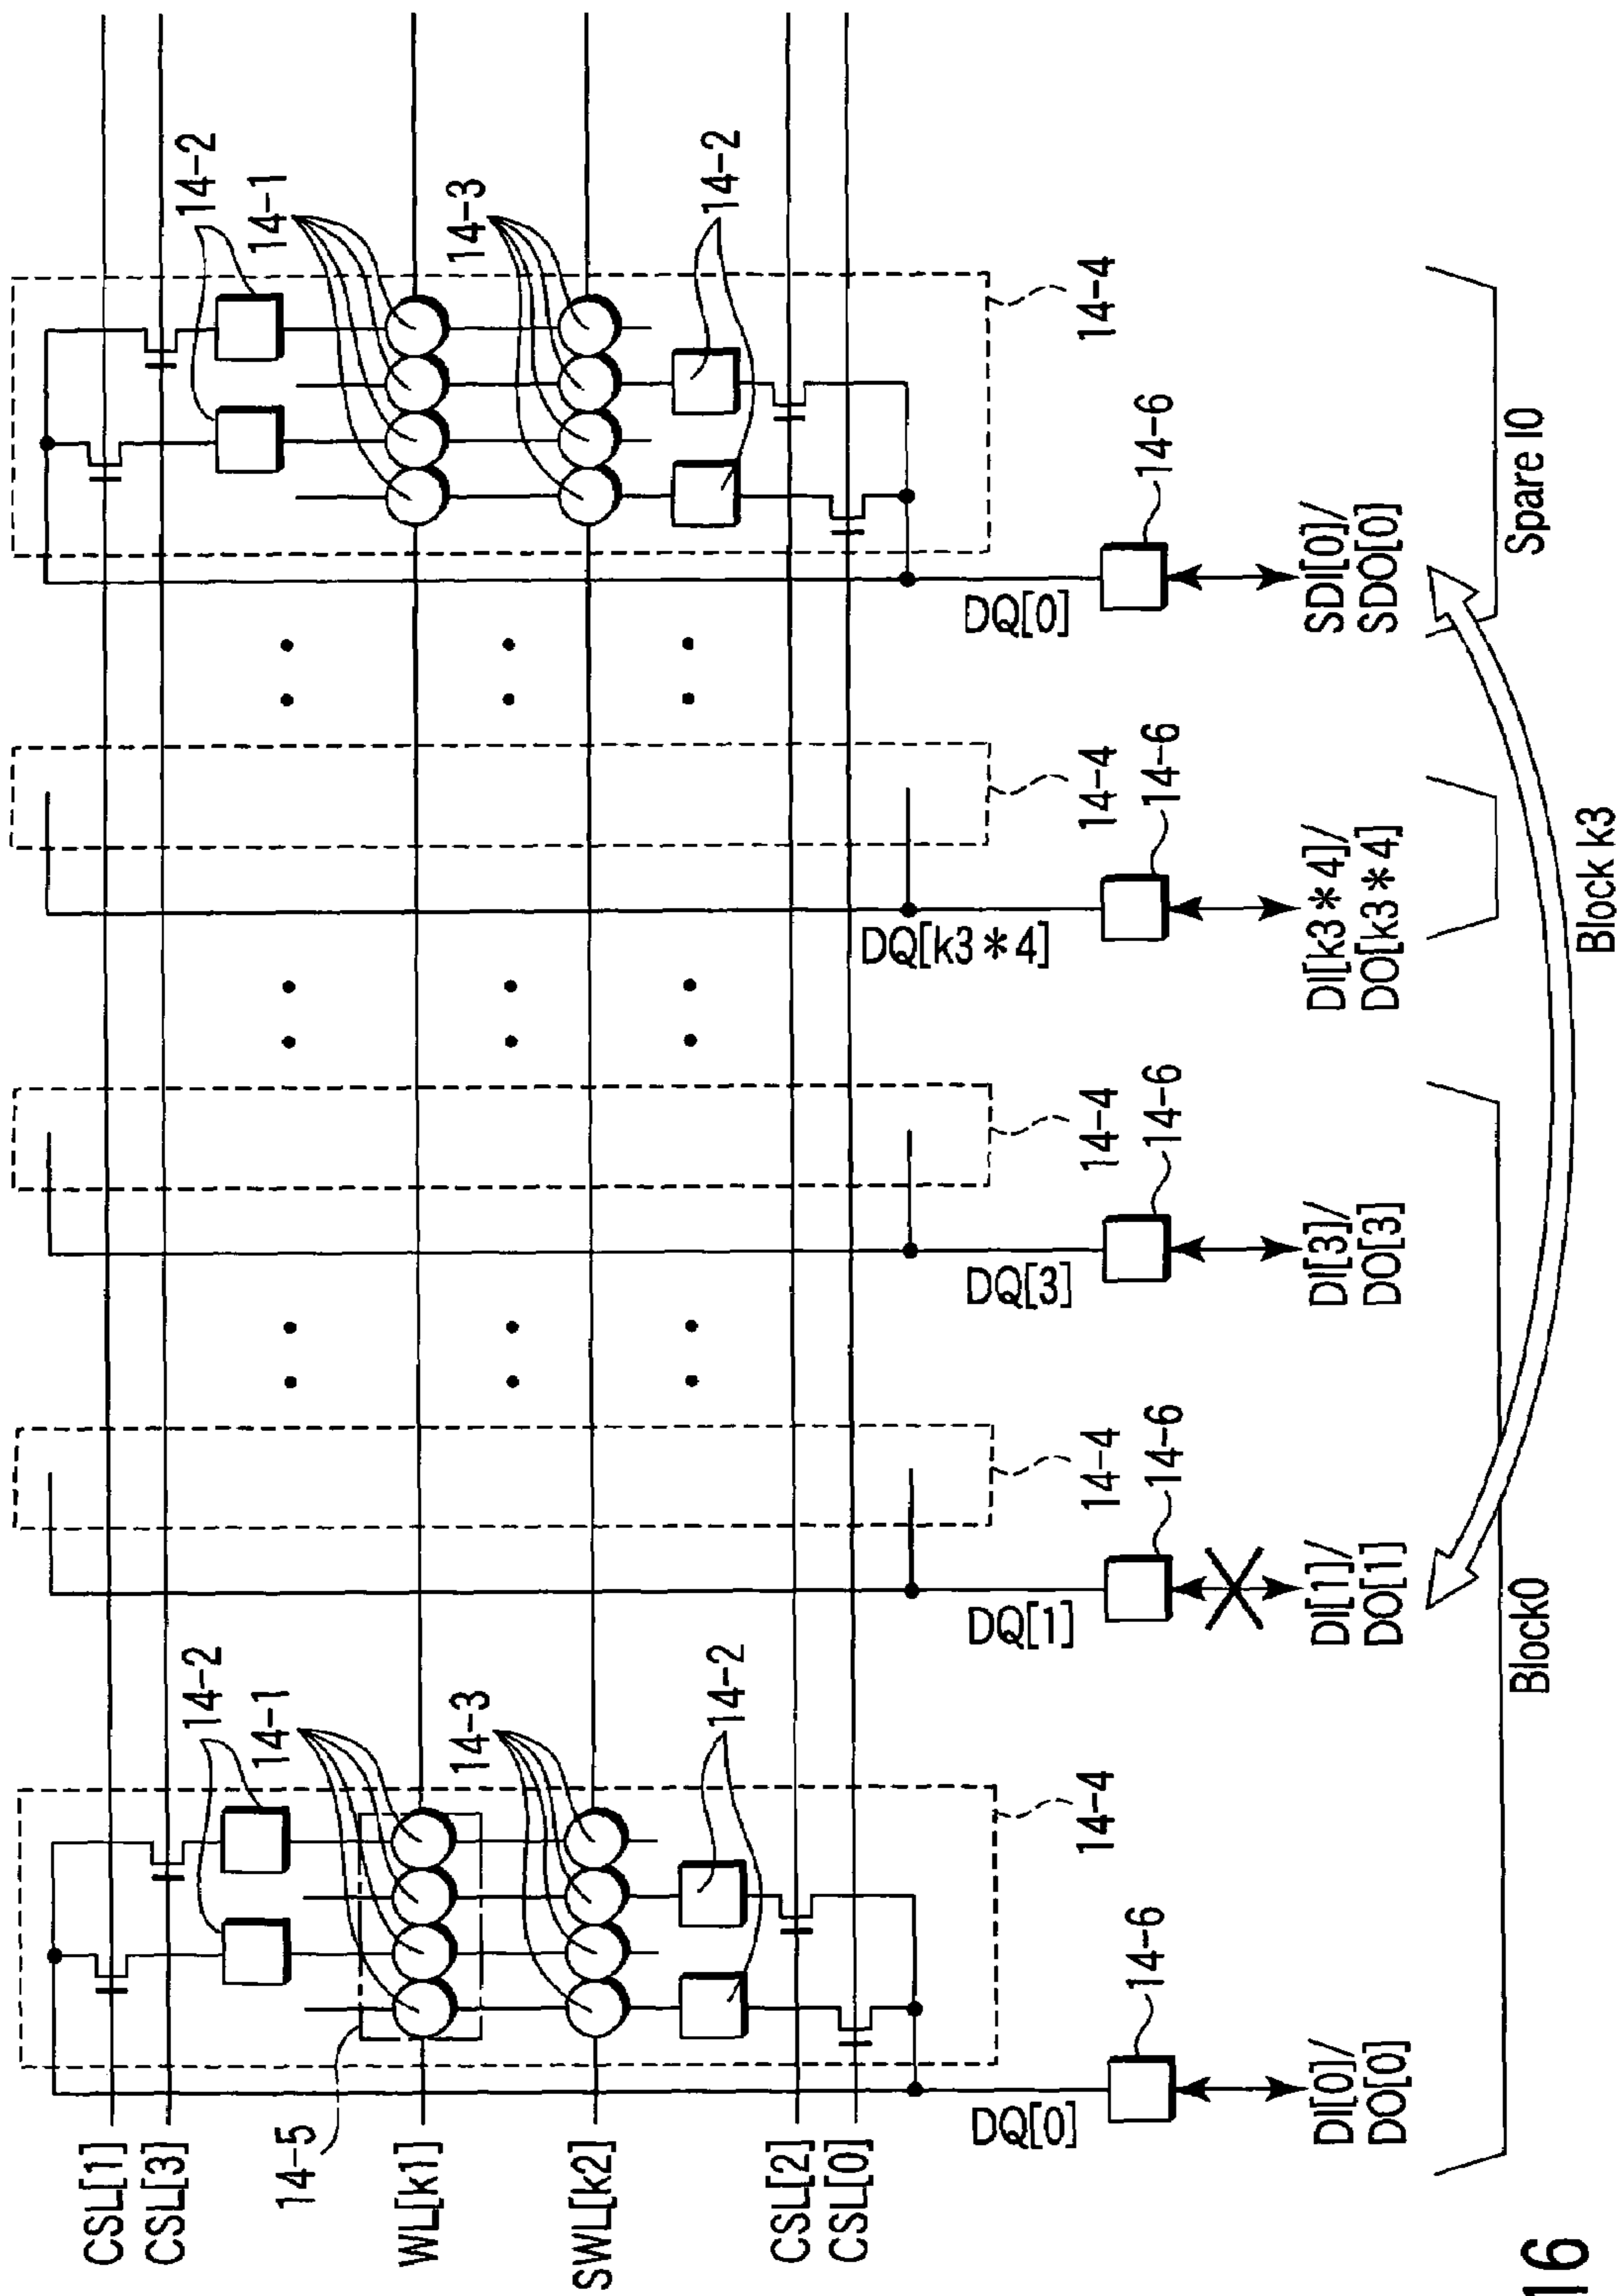 CSL[1]
CSL[3]
14-5
WL[k1]
SWL[k2]
CSL[2]
CSL[0]
14-2
14-1
14-3
14-2
14-4
DQ[0]
14-6
DI[0]/
DO[0]
14-4
DQ[1]
14-6
DI[1]/
DO[1]
Block0
14-4
DQ[3]
14-6
DI[3]/
DO[3]
14-4
DQ[k3*4]
14-6
DI[k3*4]/
DO[k3*4]
Block k3
14-2
14-1
14-3
14-2
14-4
DQ[0]
14-6
SDI[0]/
SDO[0]
Spare IO
16